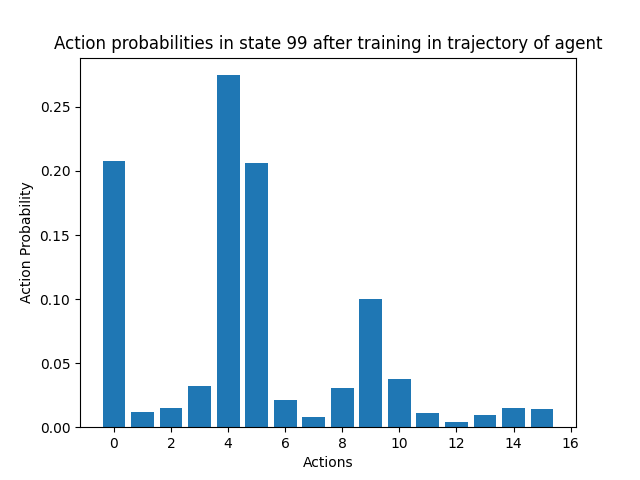 Action probabilities in state 99 after training in trajectory of agent
0.25
0.20
0.15
0.10
0.05
0.00
Action Probability
0 2 4 6 8 10 12 14 16
Actions